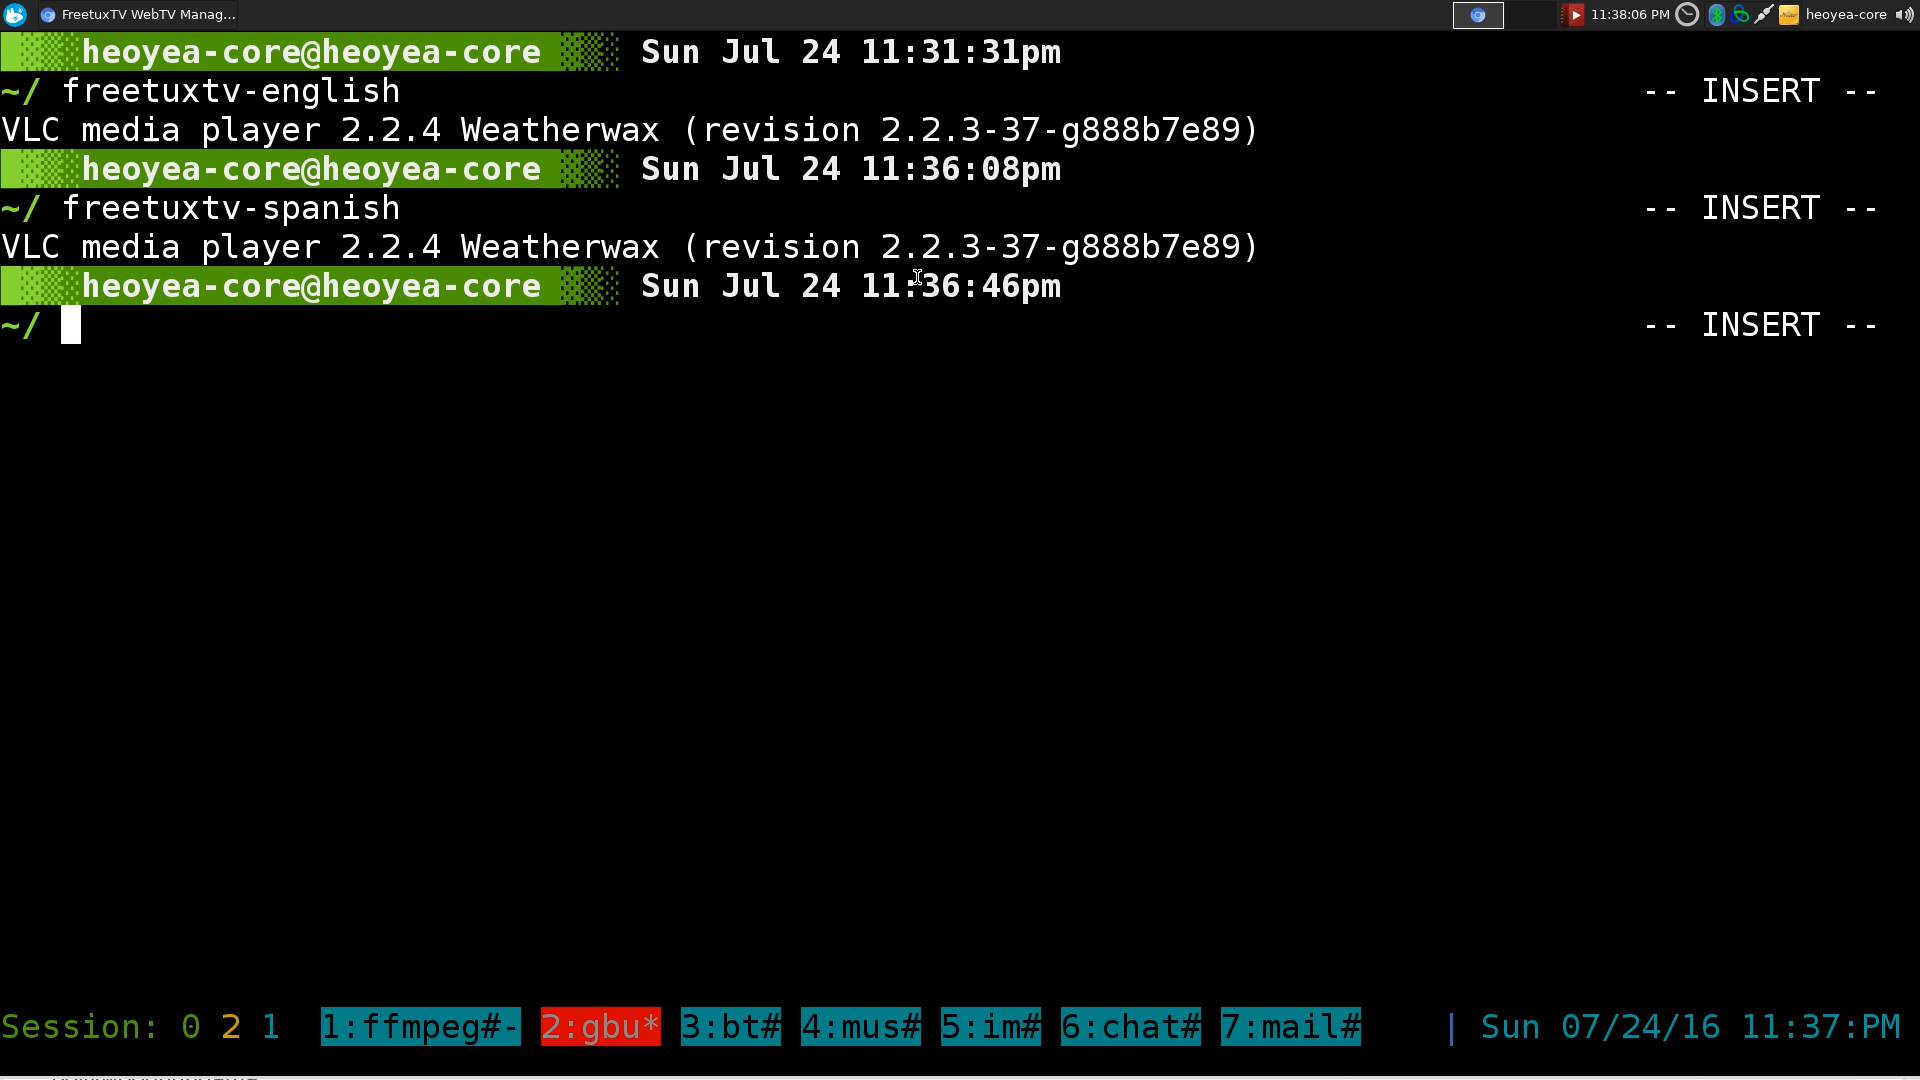 FreetuxTV WebTV Manag... 11:38:06 PM heoyea-core
heoyea-core@heoyea-core Sun Jul 24 11:31:31pm
~/ freetuxtv-english -- INSERT --
VLC media player 2.2.4 Weatherwax (revision 2.2.3-37-g888b7e89)
heoyea-core@heoyea-core Sun Jul 24 11:36:08pm
~/ freetuxtv-spanish -- INSERT --
VLC media player 2.2.4 Weatherwax (revision 2.2.3-37-g888b7e89)
heoyea-core@heoyea-core Sun Jul 24 11:36:46pm
~/ -- INSERT --
Session: 0 2 1 1:ffmpeg#- 2:gbu* 3:bt# 4:mus# 5:im# 6:chat# 7:mail# | Sun 07/24/16 11:37:PM